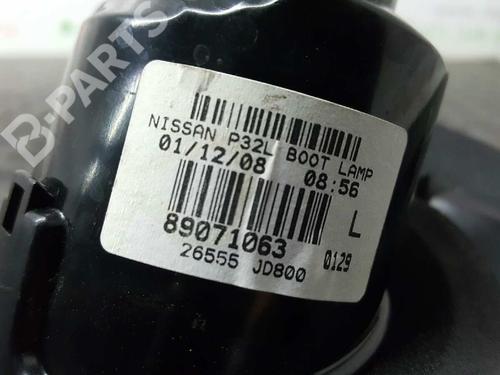 NISSAN P32L BOOT LAMP
01/12/08 08:56
L
89071063
0129
26555 JD800
B-PARTS